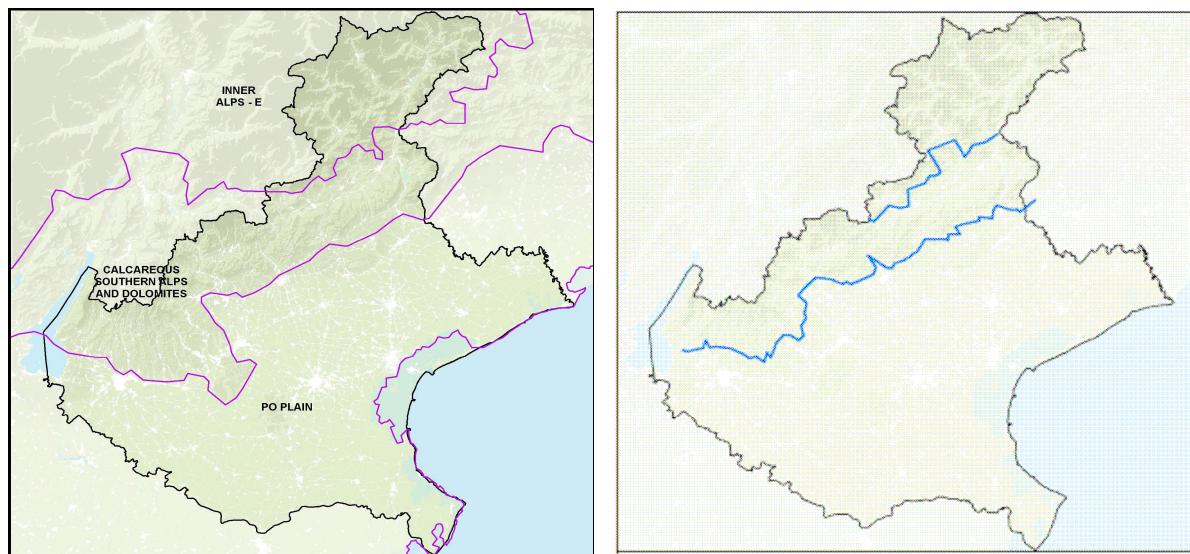 INNER
ALPS - E
CALCAREOUS
SOUTHERN ALPS
AND DOLOMITES
PO PLAIN